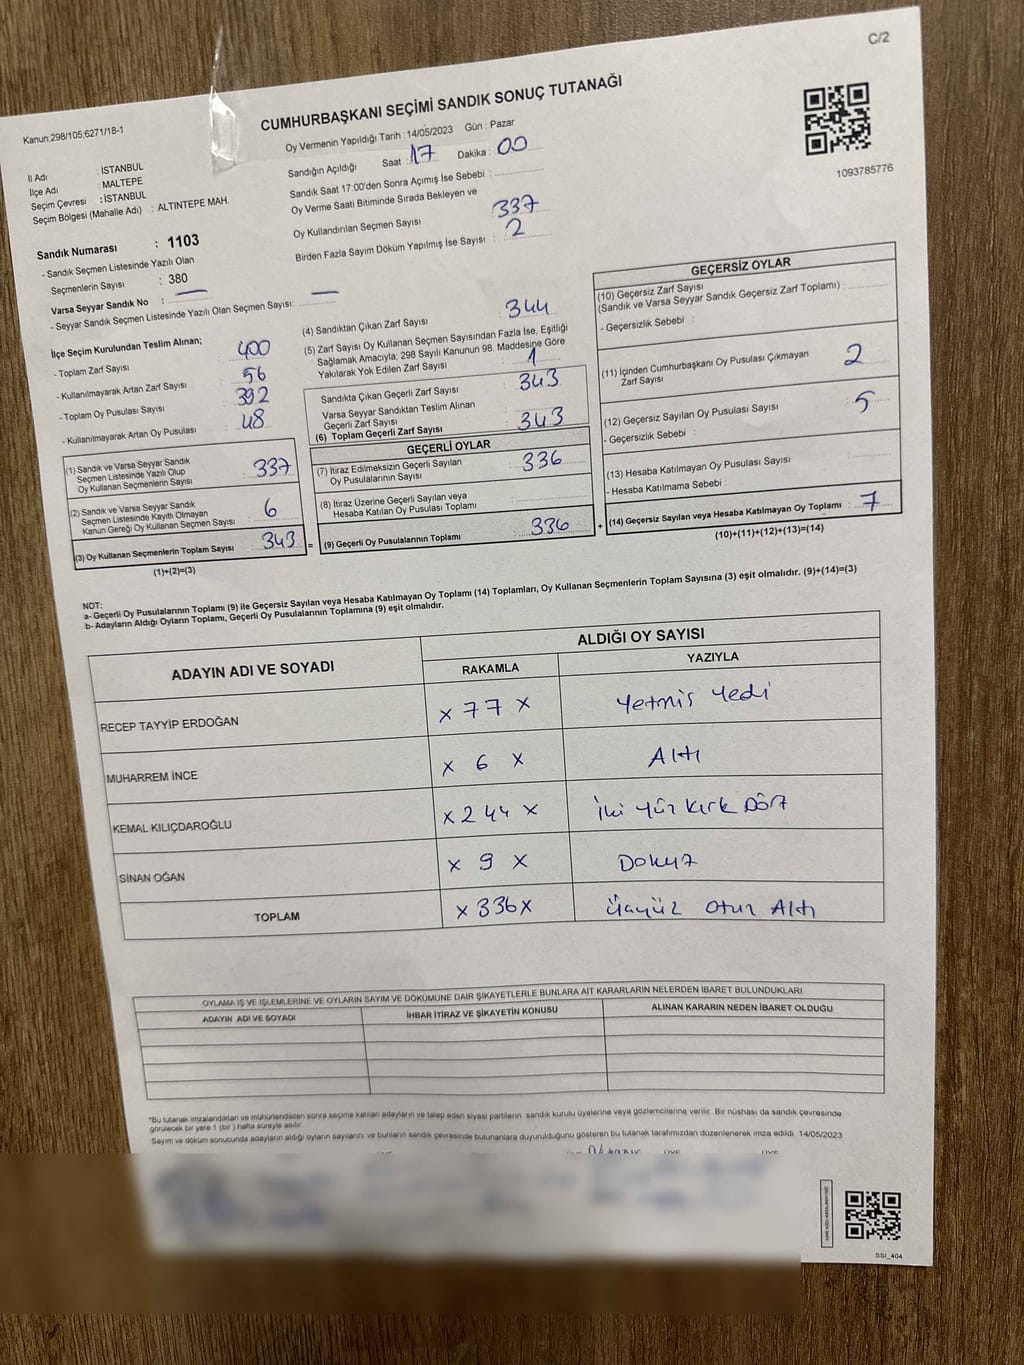 C/2
Kanun:298/105;6271/18-1
CUMHURBAŞKANI SEÇİMİ SANDIK SONUÇ TUTANAĞI
Oy Vermenin Yapıldığı Tarih : 14/05/2023 Gün : Pazar
1093785776
İl Adı : İSTANBUL
İlçe Adı : MALTEPE
Seçim Çevresi : İSTANBUL
Seçim Bölgesi (Mahalle Adı) : ALTINTEPE MAH.
Sandık Numarası : 1103
- Sandık Seçmen Listesinde Yazılı Olan
Seçmenlerin Sayısı : 380
Varsa Seyyar Sandık No :
- Seyyar Sandık Seçmen Listesinde Yazılı Olan Seçmen Sayısı:
Sandığın Açıldığı Saat : 17 Dakika : 00
Sandık Saat 17:00'den Sonra Açımış İse Sebebi :
Oy Verme Saati Bitiminde Sırada Bekleyen ve
Oy Kullandırılan Seçmen Sayısı : 337
Birden Fazla Sayım Döküm Yapılmış İse Sayısı : 2
İlçe Seçim Kurulundan Teslim Alınan;
- Toplam Zarf Sayısı : 400
- Kullanılmayarak Artan Zarf Sayısı : 56
- Toplam Oy Pusulası Sayısı : 392
- Kullanılmayarak Artan Oy Pusulası : 48
(1) Sandık ve Varsa Seyyar Sandık
Seçmen Listesinde Yazılı Olup
Oy Kullanan Seçmenlerin Sayısı : 337
(2) Sandık ve Varsa Seyyar Sandık
Seçmen Listesinde Kayıtlı Olmayan
Kanun Gereği Oy Kullanan Seçmen Sayısı : 6
(3) Oy Kullanan Seçmenlerin Toplam Sayısı : 343 =
(1)+(2)=(3)
(4) Sandıktan Çıkan Zarf Sayısı : 344
(5) Zarf Sayısı Oy Kullanan Seçmen Sayısından Fazla İse, Eşitliği
Sağlamak Amacıyla, 298 Sayılı Kanunun 98. Maddesine Göre
Yakılarak Yok Edilen Zarf Sayısı : 1
Sandıkta Çıkan Geçerli Zarf Sayısı : 343
Varsa Seyyar Sandıktan Teslim Alınan
Geçerli Zarf Sayısı
(6) Toplam Geçerli Zarf Sayısı : 343
GEÇERLİ OYLAR
(7) İtiraz Edilmeksizin Geçerli Sayılan
Oy Pusulalarının Sayısı : 336
(8) İtiraz Üzerine Geçerli Sayılan veya
Hesaba Katılan Oy Pusulası Toplamı :
(9) Geçerli Oy Pusulalarının Toplamı : 336 +
GEÇERSİZ OYLAR
(10) Geçersiz Zarf Sayısı
(Sandık ve Varsa Seyyar Sandık Geçersiz Zarf Toplamı) :
- Geçersizlik Sebebi :
(11) İçinden Cumhurbaşkanı Oy Pusulası Çıkmayan
Zarf Sayısı : 2
(12) Geçersiz Sayılan Oy Pusulası Sayısı : 5
- Geçersizlik Sebebi :
(13) Hesaba Katılmayan Oy Pusulası Sayısı :
- Hesaba Katılmama Sebebi :
(14) Geçersiz Sayılan veya Hesaba Katılmayan Oy Toplamı : 7
(10)+(11)+(12)+(13)=(14)
NOT:
a- Geçerli Oy Pusulalarının Toplamı (9) ile Geçersiz Sayılan veya Hesaba Katılmayan Oy Toplamı (14) Toplamları, Oy Kullanan Seçmenlerin Toplam Sayısına (3) eşit olmalıdır. (9)+(14)=(3)
b- Adayların Aldığı Oyların Toplamı, Geçerli Oy Pusulalarının Toplamına (9) eşit olmalıdır.
ADAYIN ADI VE SOYADI
ALDIĞI OY SAYISI
RAKAMLA YAZIYLA
RECEP TAYYİP ERDOĞAN x 77 x Yetmis Yedi
MUHARREM İNCE x 6 x Altı
KEMAL KILIÇDAROĞLU x 244 x İki Yüz Kırk Dört
SİNAN OĞAN x 9 x Dokuz
TOPLAM x 336 x Üçyüz Otuz Altı
OYLAMA İŞ VE İŞLEMLERİNE VE OYLARIN SAYIM VE DÖKÜMÜNE DAİR ŞİKAYETLERLE BUNLARA AİT KARARLARIN NELERDEN İBARET BULUNDUKLARI
ADAYIN ADI VE SOYADI İHBAR İTİRAZ VE ŞİKAYETİN KONUSU ALINAN KARARIN NEDEN İBARET OLDUĞU
*Bu tutanak imzalandıktan ve mühürlendikten sonra seçime katılan adayların ve talep eden siyasi partilerin sandık kurulu üyelerine veya gözlemcilerine verilir. Bir nüshası da sandık çevresinde
görülecek bir yere 1 (bir) hafta süreyle asılır.
Sayım ve döküm sonucunda adayların aldığı oyların sayılarını ve bunların sandık çevresinde bulunanlara duyurulduğunu gösteren bu tutanak tarafımızdan düzenlenerek imza edildi. 14/05/2023
SSI_404